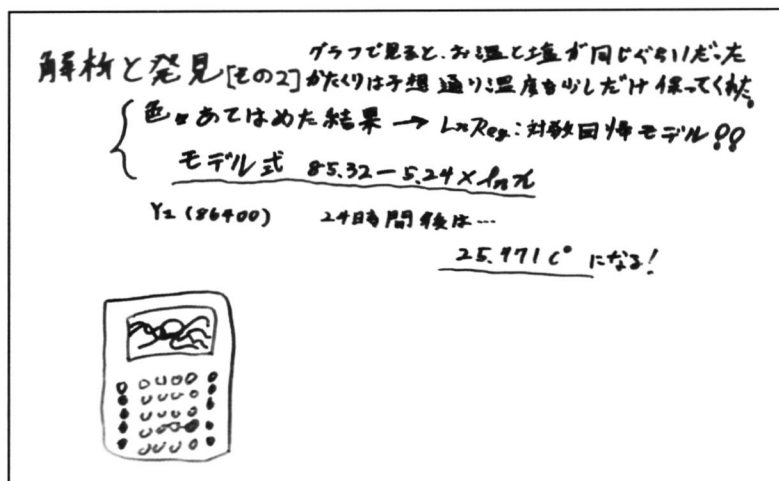 解析と発見[その2]
グラフで見ると、お湯と塩が同じぐらいだった
かたくりは予想通り温度も少しだけ保ってくれた。
色 あてはめた結果 → LnReg:対数回帰モデル!!
モデル式 85.32-5.24×ln x
Y1(86400) 24時間後は…
25.971C° になる!